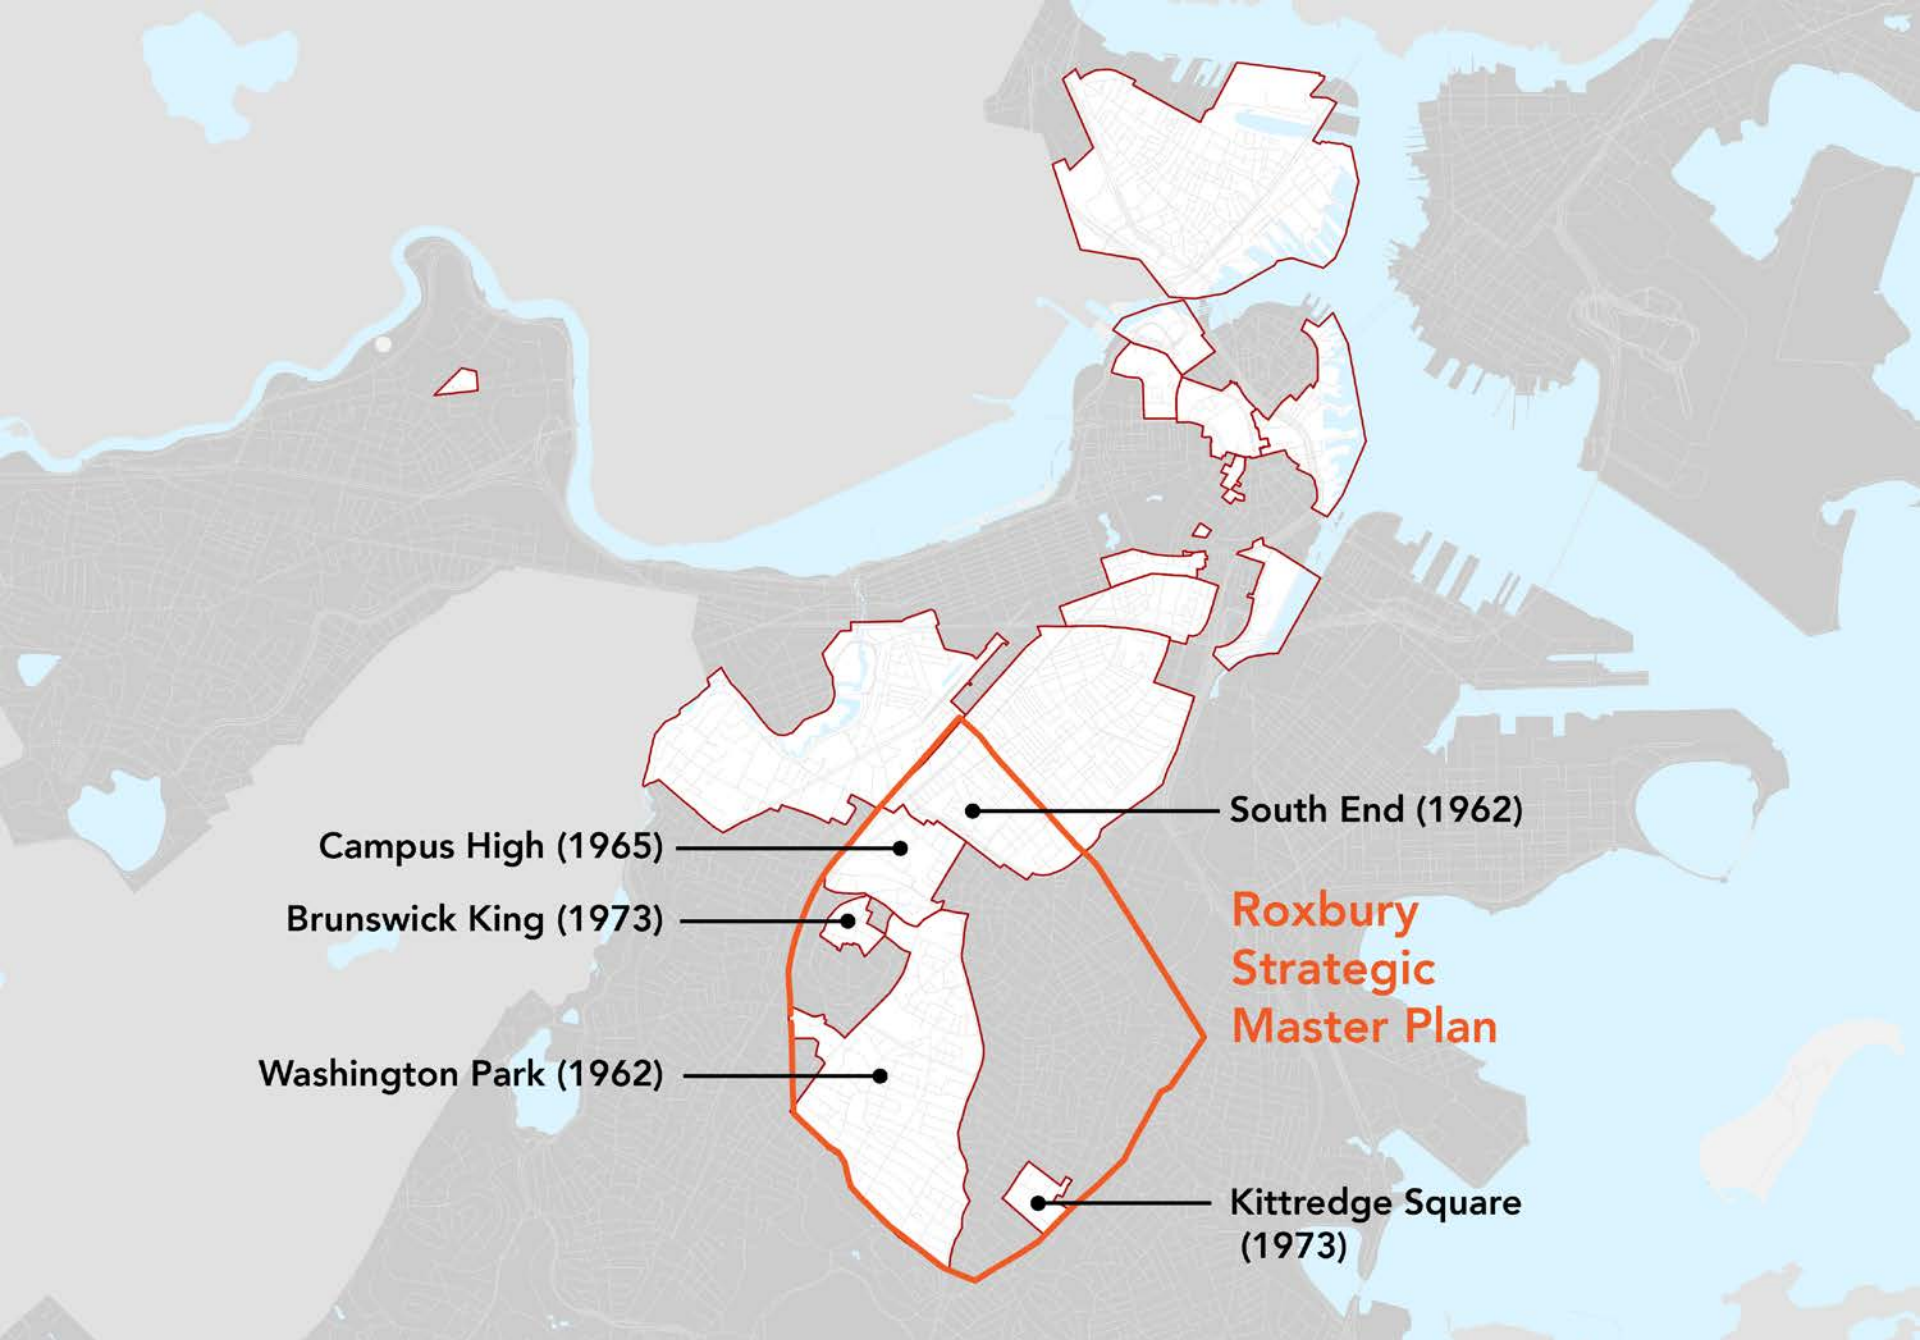 South End (1962)
Campus High (1965)
Brunswick King (1973)
Roxbury
Strategic
Master Plan
Washington Park (1962)
Kittredge Square
(1973)